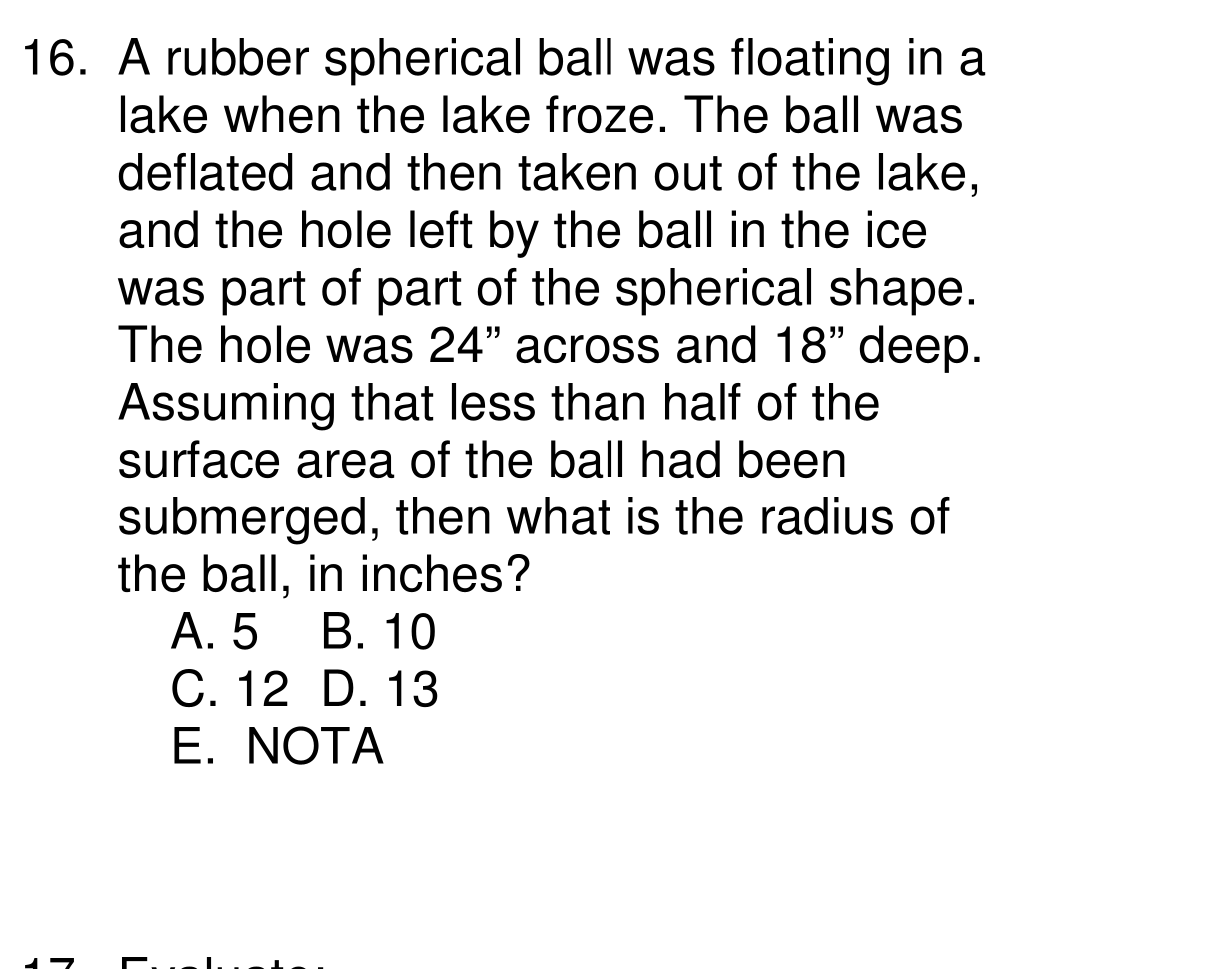 16. A rubber spherical ball was floating in a
lake when the lake froze. The ball was
deflated and then taken out of the lake,
and the hole left by the ball in the ice
was part of part of the spherical shape.
The hole was 24” across and 18” deep.
Assuming that less than half of the
surface area of the ball had been
submerged, then what is the radius of
the ball, in inches?
A. 5 B. 10
C. 12 D. 13
E. NOTA
17. Evaluate: